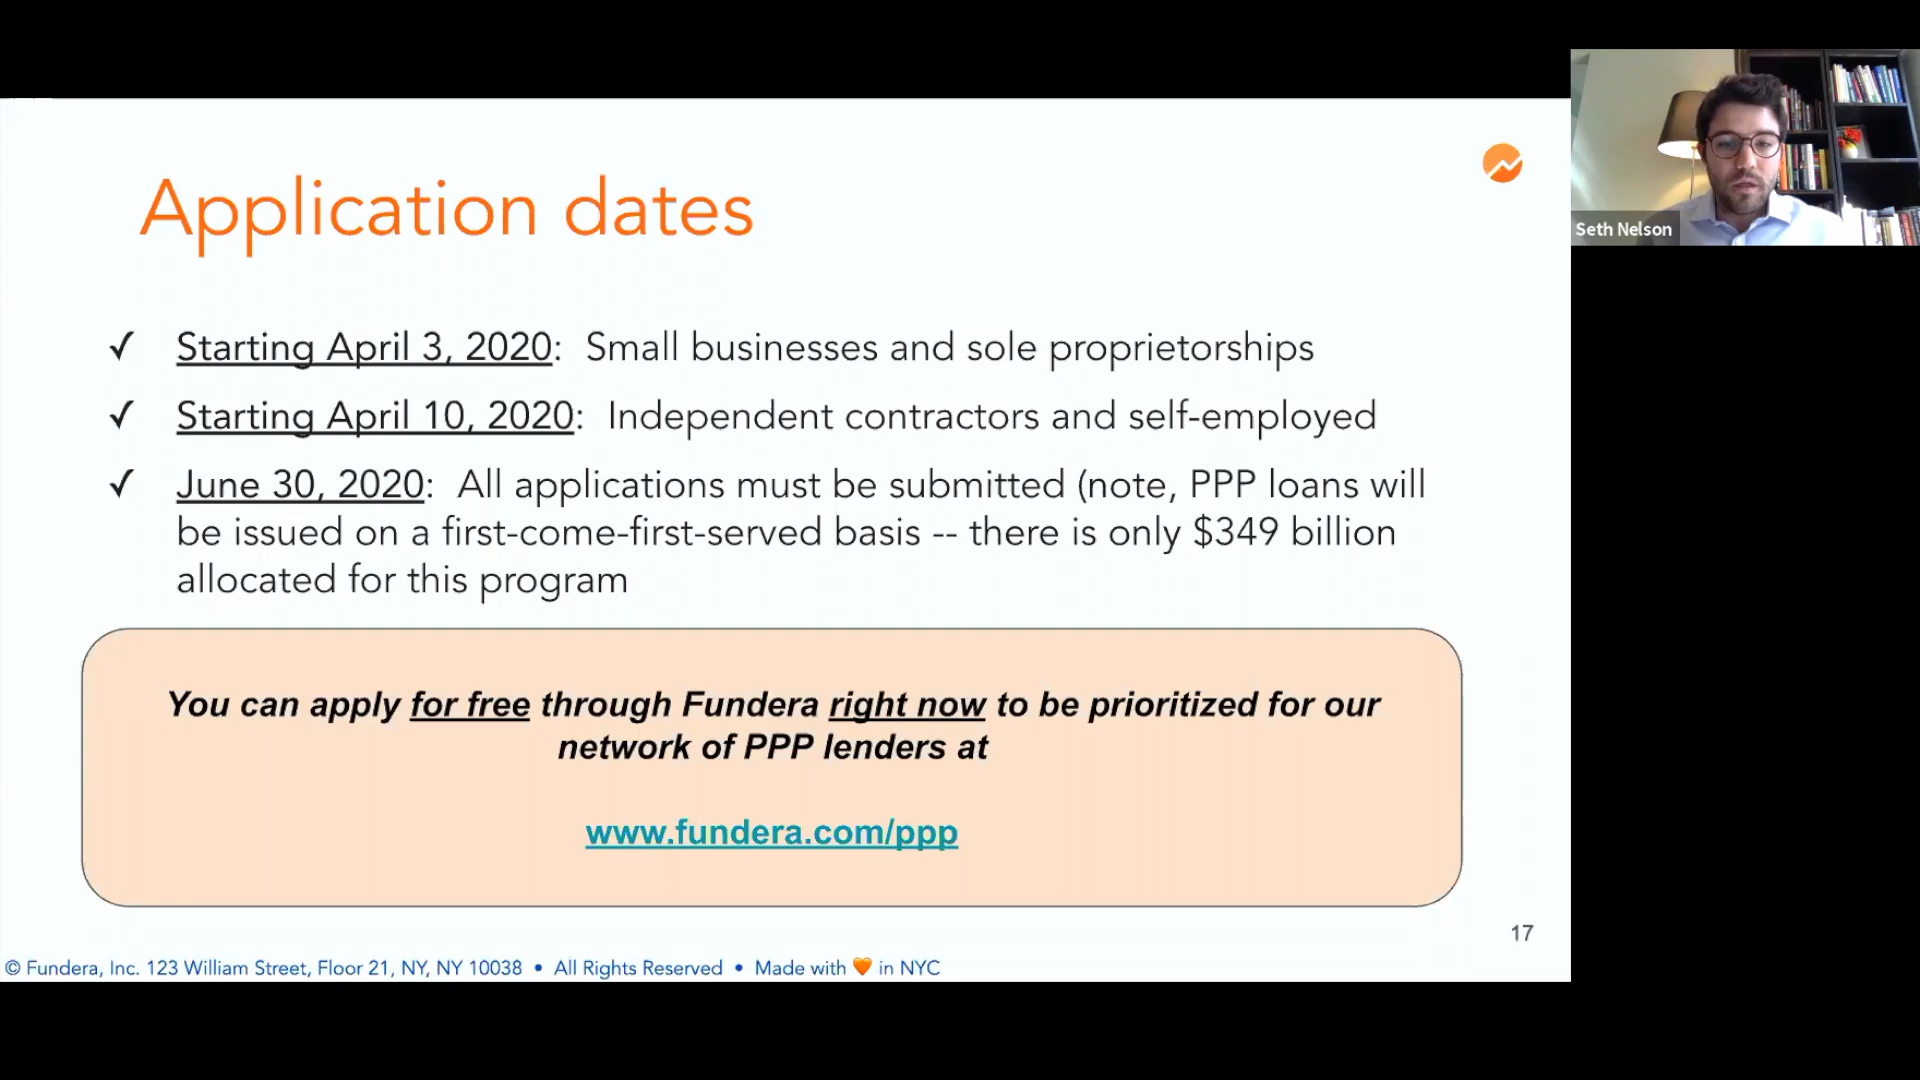 Application dates
✓ Starting April 3, 2020: Small businesses and sole proprietorships
✓ Starting April 10, 2020: Independent contractors and self-employed
✓ June 30, 2020: All applications must be submitted (note, PPP loans will
be issued on a first-come-first-served basis -- there is only $349 billion
allocated for this program
You can apply for free through Fundera right now to be prioritized for our
network of PPP lenders at
www.fundera.com/ppp
17
© Fundera, Inc. 123 William Street, Floor 21, NY, NY 10038 • All Rights Reserved • Made with 🧡 in NYC
Seth Nelson